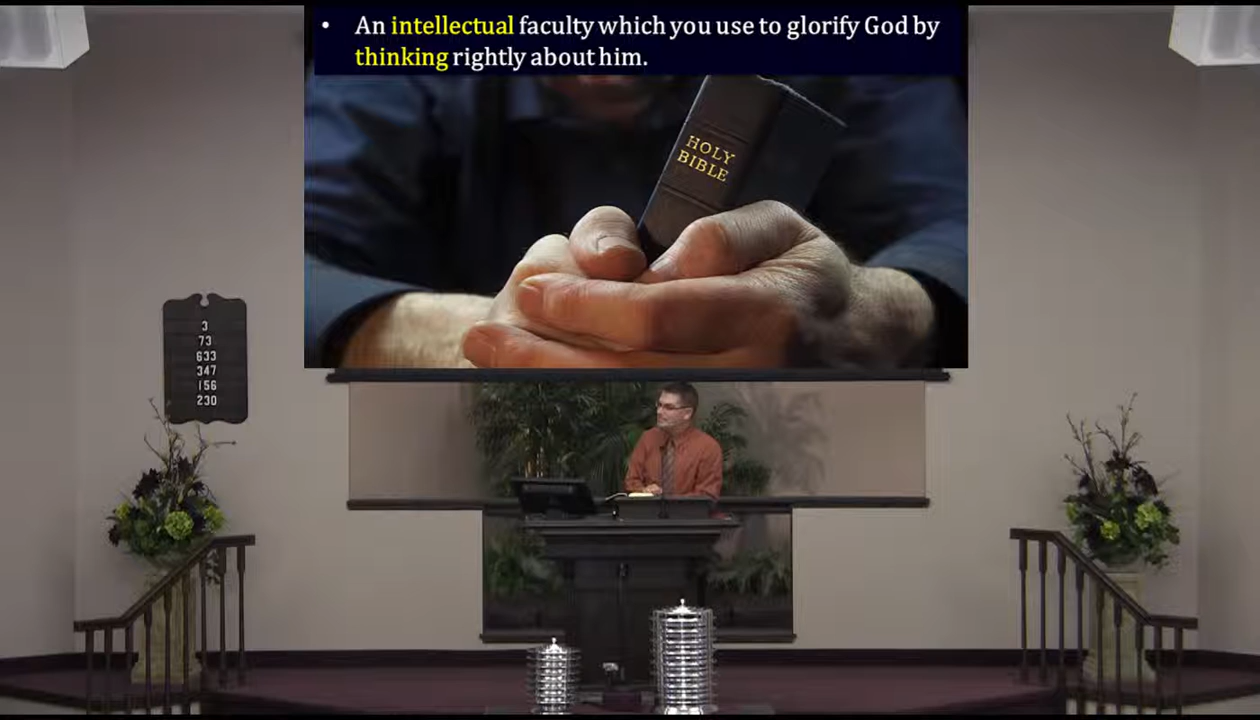 • An intellectual faculty which you use to glorify God by
thinking rightly about him.
HOLY
BIBLE
3
73
633
347
156
230